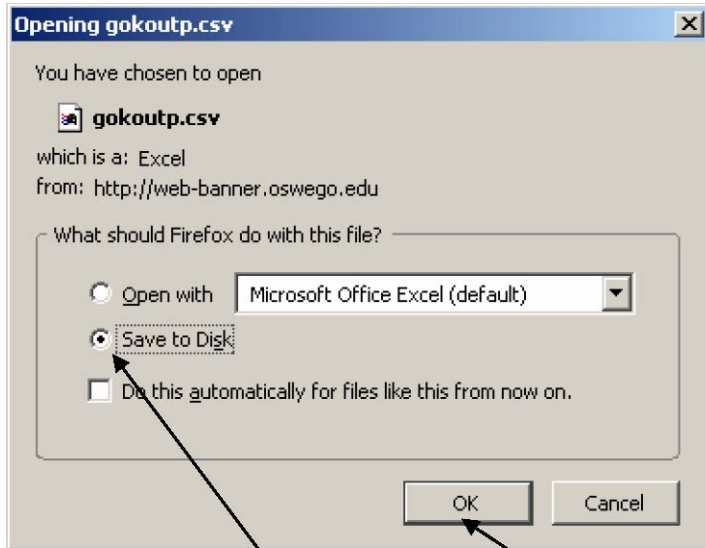 Opening gokoutp.csv
You have chosen to open
gokoutp.csv
which is a: Excel
from: http://web-banner.oswego.edu
What should Firefox do with this file?
Open with Microsoft Office Excel (default)
Save to Disk
Do this automatically for files like this from now on.
OK Cancel